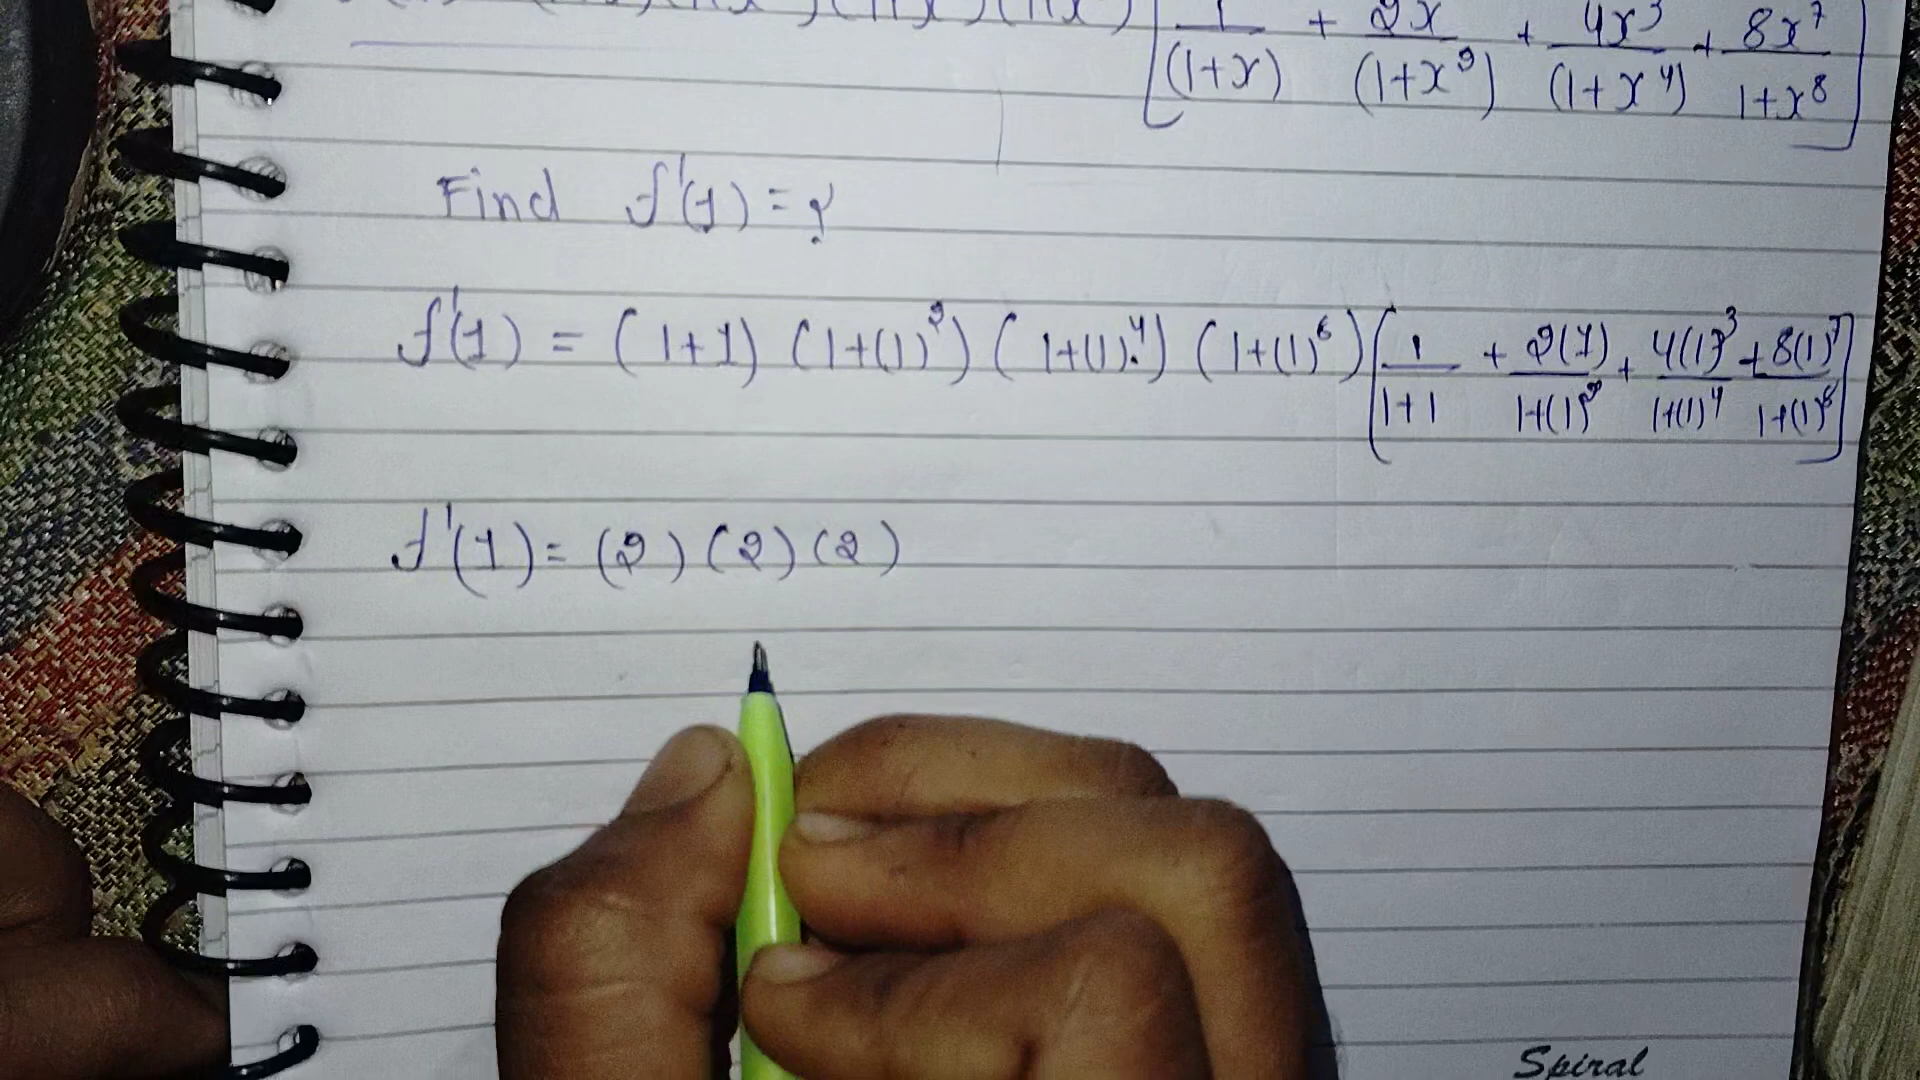 [1/(1+x) + 2x/(1+x²) + 4x³/(1+x⁴) + 8x⁷/1+x⁸]
Find f'(1)=?
f'(1) = (1+1) (1+(1)²) (1+(1)⁴) (1+(1)⁸) [1/1+1 + 2(1)/1+(1)² + 4(1)³/1+(1)⁴ + 8(1)⁷/1+(1)⁸]
f'(1)= (2) (2) (2)
Spiral